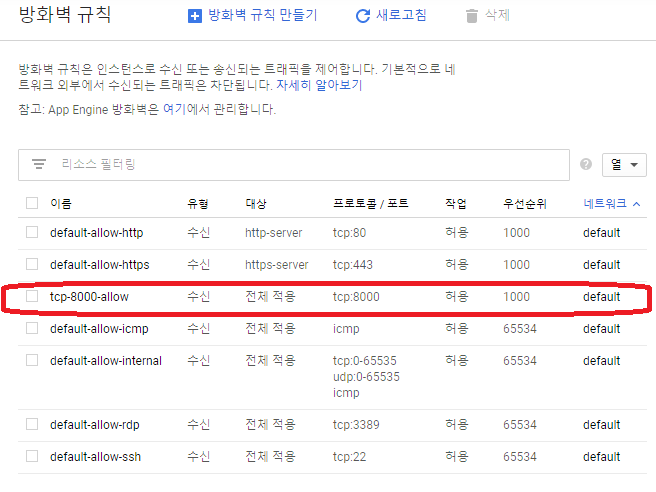 방화벽 규칙 방화벽 규칙 만들기 새로고침 삭제
방화벽 규칙은 인스턴스로 수신 또는 송신되는 트래픽을 제어합니다. 기본적으로 네
트워크 외부에서 수신되는 트래픽은 차단됩니다. 자세히 알아보기
참고: App Engine 방화벽은 여기에서 관리합니다.
리소스 필터링 ? 열
이름 유형 대상 프로토콜 / 포트 작업 우선순위 네트워크
default-allow-http 수신 http-server tcp:80 허용 1000 default
default-allow-https 수신 https-server tcp:443 허용 1000 default
tcp-8000-allow 수신 전체 적용 tcp:8000 허용 1000 default
default-allow-icmp 수신 전체 적용 icmp 허용 65534 default
default-allow-internal 수신 전체 적용 tcp:0-65535 허용 65534 default
udp:0-65535
icmp
default-allow-rdp 수신 전체 적용 tcp:3389 허용 65534 default
default-allow-ssh 수신 전체 적용 tcp:22 허용 65534 default